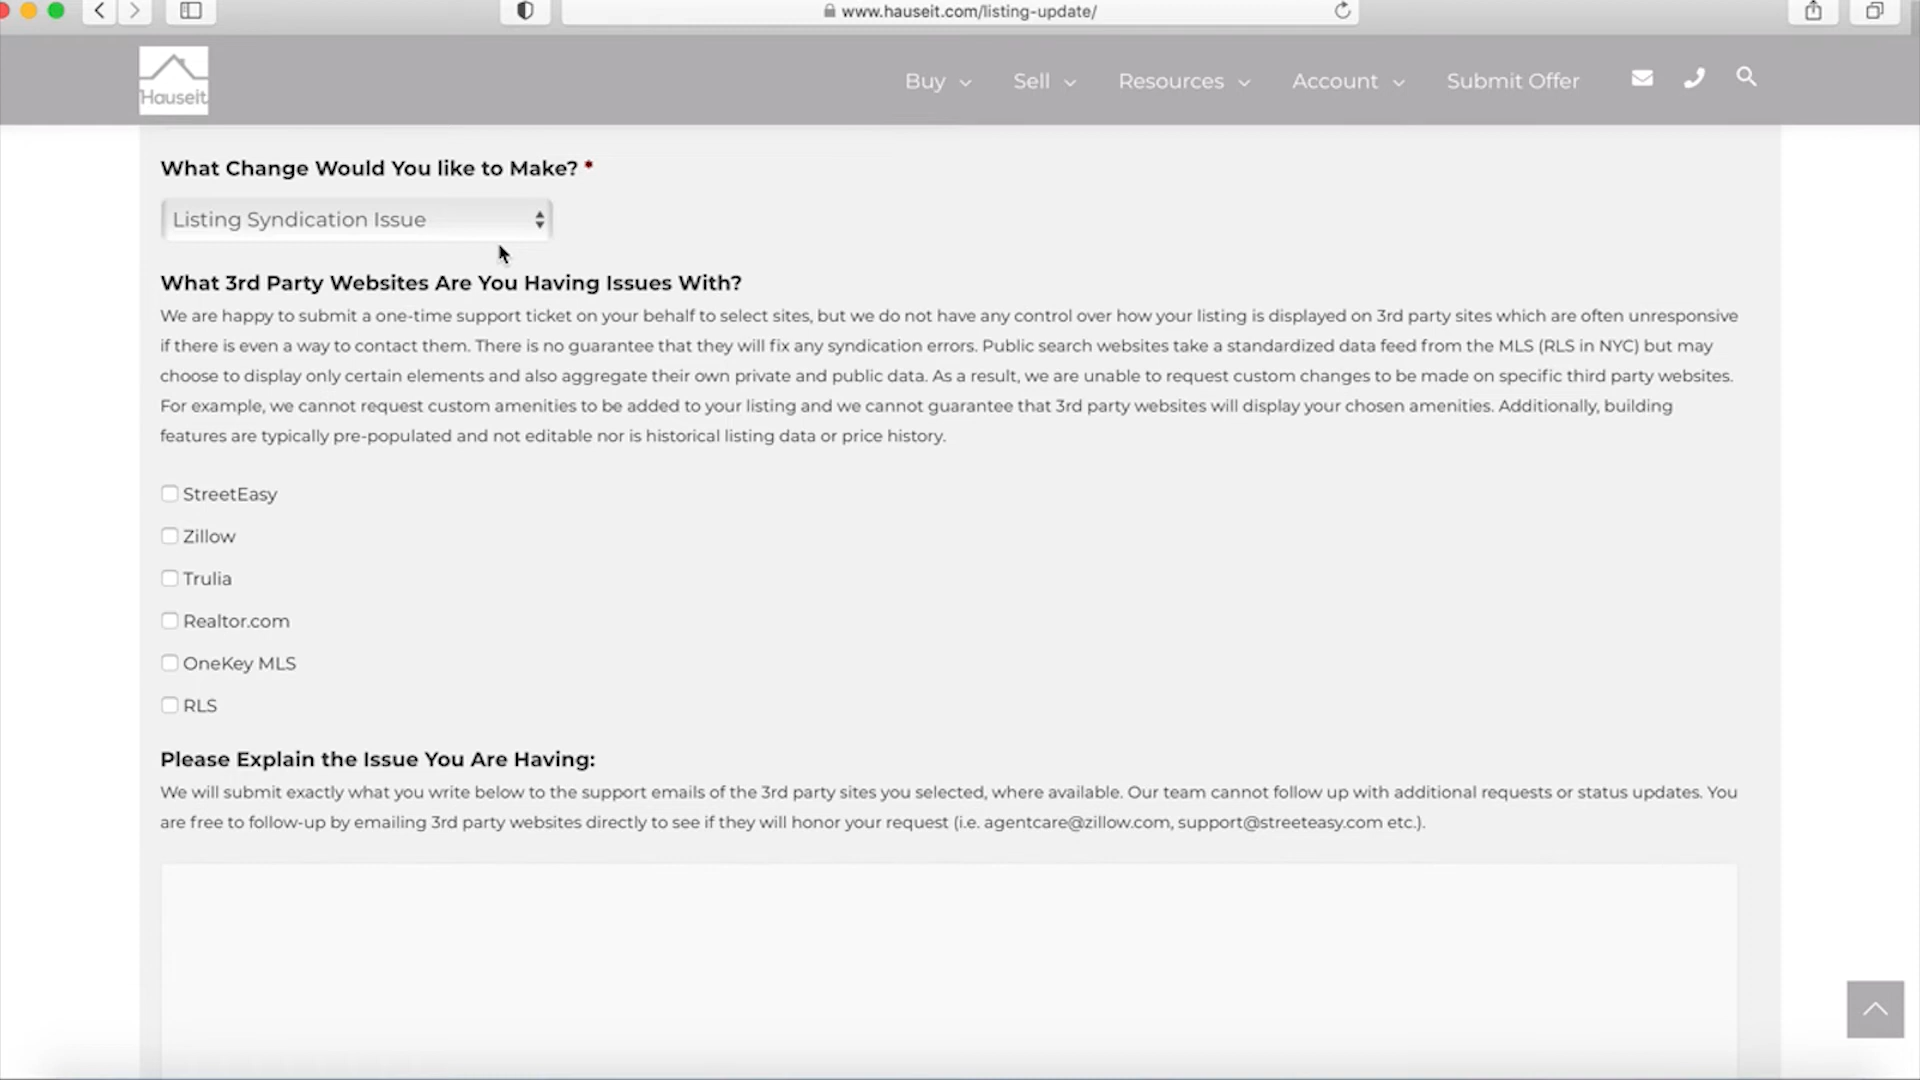 www.hauseit.com/listing-update/
Hauseit
Buy Sell Resources Account Submit Offer
What Change Would You like to Make? *
Listing Syndication Issue
What 3rd Party Websites Are You Having Issues With?
We are happy to submit a one-time support ticket on your behalf to select sites, but we do not have any control over how your listing is displayed on 3rd party sites which are often unresponsive
if there is even a way to contact them. There is no guarantee that they will fix any syndication errors. Public search websites take a standardized data feed from the MLS (RLS in NYC) but may
choose to display only certain elements and also aggregate their own private and public data. As a result, we are unable to request custom changes to be made on specific third party websites.
For example, we cannot request custom amenities to be added to your listing and we cannot guarantee that 3rd party websites will display your chosen amenities. Additionally, building
features are typically pre-populated and not editable nor is historical listing data or price history.
StreetEasy
Zillow
Trulia
Realtor.com
OneKey MLS
RLS
Please Explain the Issue You Are Having:
We will submit exactly what you write below to the support emails of the 3rd party sites you selected, where available. Our team cannot follow up with additional requests or status updates. You
are free to follow-up by emailing 3rd party websites directly to see if they will honor your request (i.e. agentcare@zillow.com, support@streeteasy.com etc.).